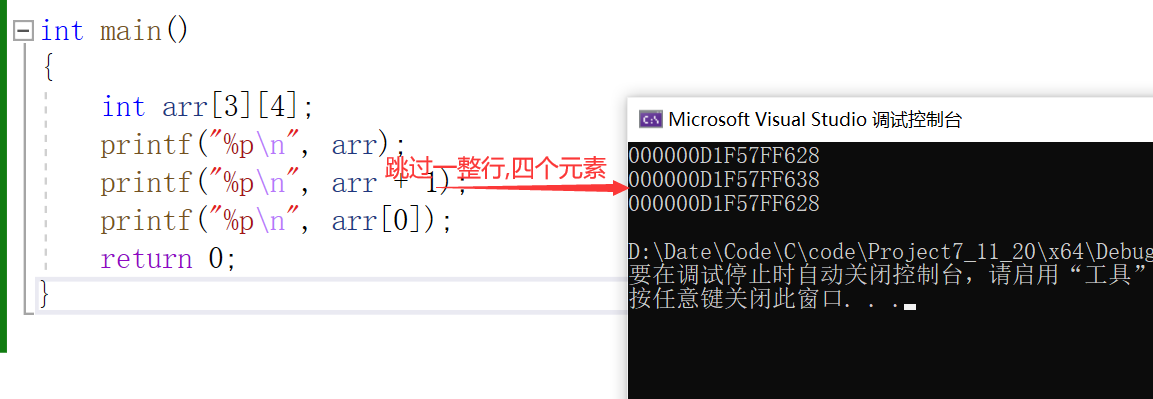 int main()
{
int arr[3][4];
printf("%p\n", arr);
printf("%p\n", arr + 1);
printf("%p\n", arr[0]);
return 0;
}
跳过一整行,四个元素
Microsoft Visual Studio 调试控制台
000000D1F57FF628
000000D1F57FF638
000000D1F57FF628
D:\Date\Code\C\code\Project7_11_20\x64\Debug
要在调试停止时自动关闭控制台，请启用“工具”
按任意键关闭此窗口. . .